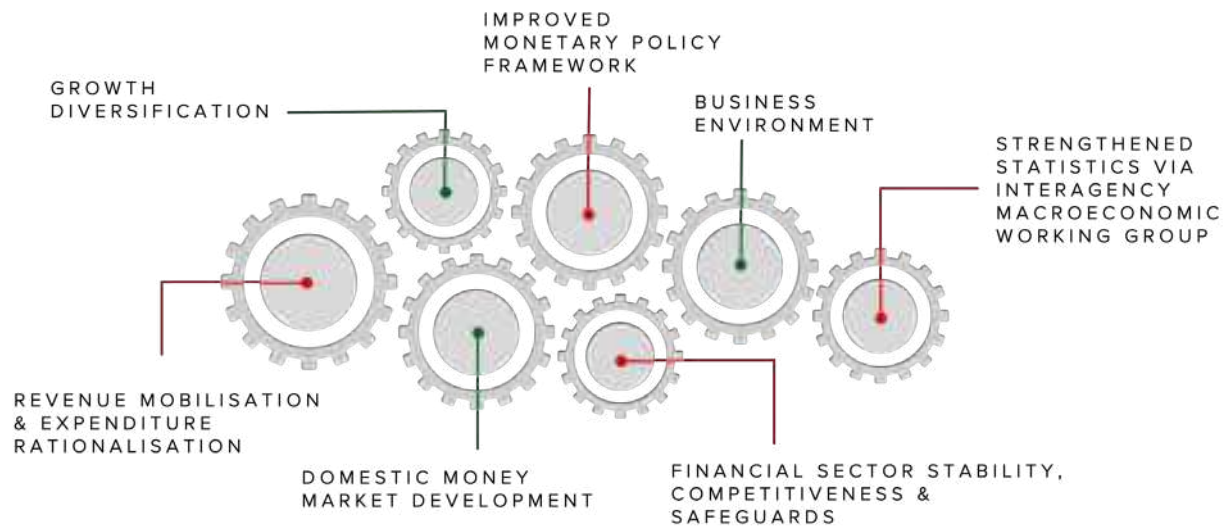 IMPROVED
MONETARY POLICY
FRAMEWORK
GROWTH
DIVERSIFICATION
BUSINESS
ENVIRONMENT
STRENGTHENED
STATISTICS VIA
INTERAGENCY
MACROECONOMIC
WORKING GROUP
REVENUE MOBILISATION
& EXPENDITURE
RATIONALISATION
DOMESTIC MONEY
MARKET DEVELOPMENT
FINANCIAL SECTOR STABILITY,
COMPETITIVENESS &
SAFEGUARDS